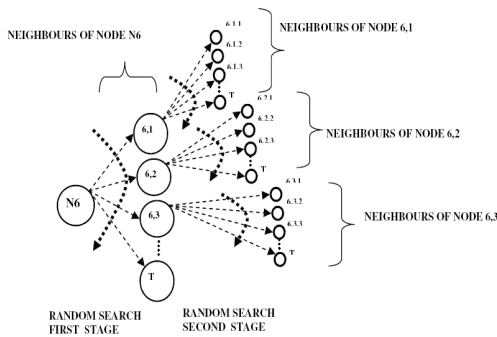 NEIGHBOURS OF NODE N6
NEIGHBOURS OF NODE 6,1
NEIGHBOURS OF NODE 6,2
NEIGHBOURS OF NODE 6,3
6.1.1
6.1.2
6.1.3
T
6.2.1
6.2.2
6.2.3
T
6.3.1
6.3.2
6.3.3
T
N6
6,1
6,2
6,3
T
RANDOM SEARCH
FIRST STAGE
RANDOM SEARCH
SECOND STAGE